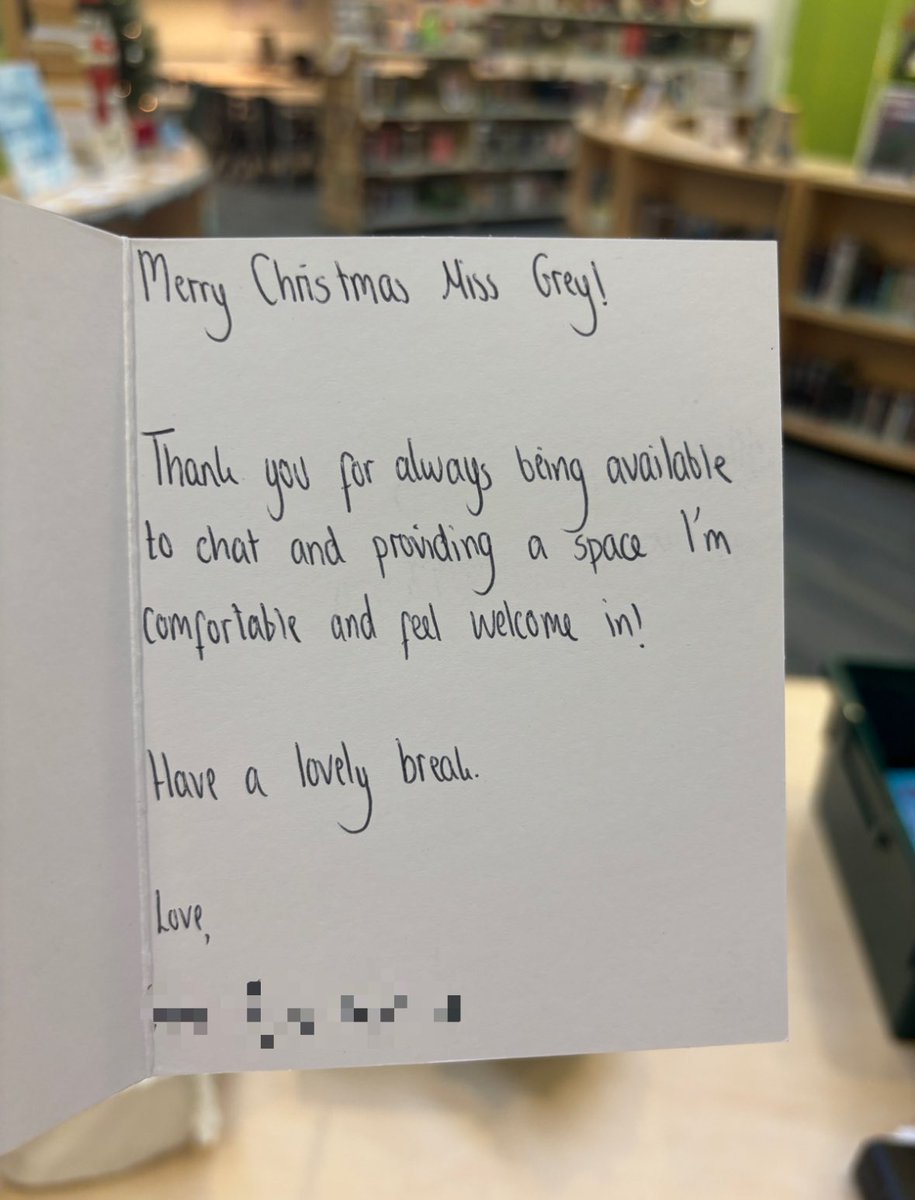 Merry Christmas Miss Grey!
Thank you for always being available
to chat and providing a space I'm
comfortable and feel welcome in!
Have a lovely break.
Love,